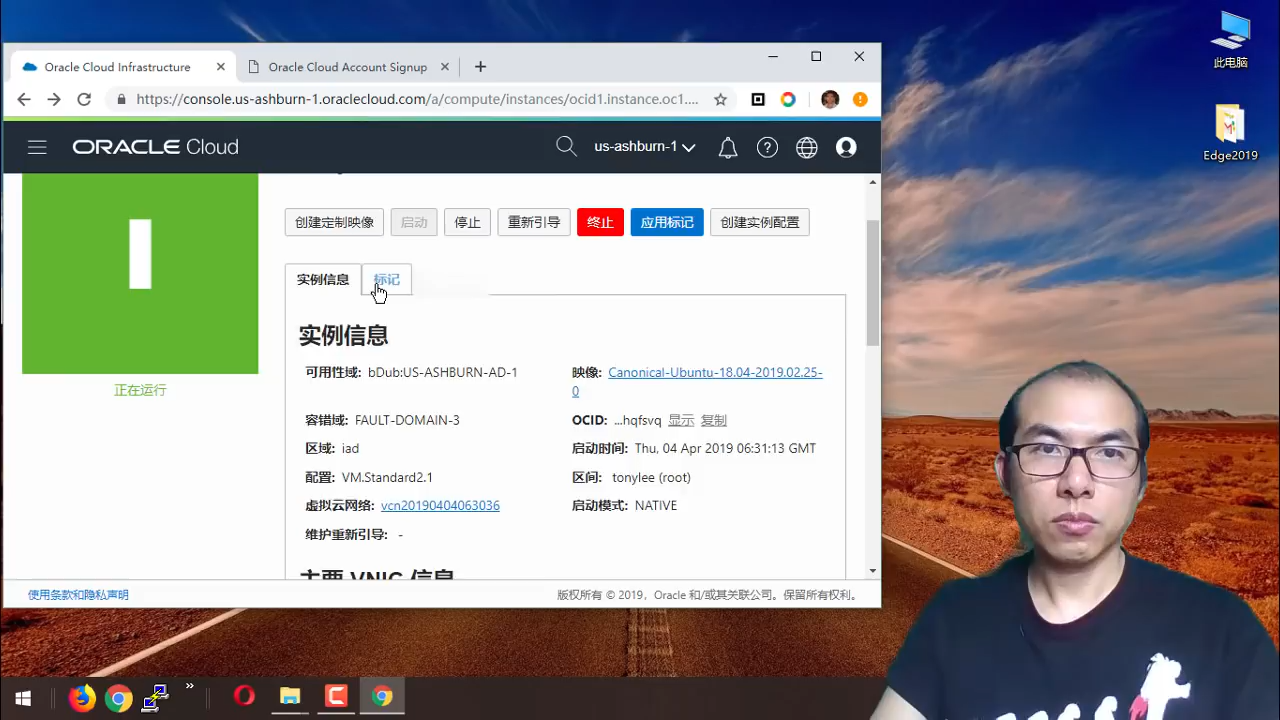 此电脑
Edge2019
Oracle Cloud Infrastructure
Oracle Cloud Account Signup
https://console.us-ashburn-1.oraclecloud.com/a/compute/instances/ocid1.instance.oc1....
ORACLE Cloud
us-ashburn-1
创建定制映像
启动
停止
重新引导
终止
应用标记
创建实例配置
正在运行
实例信息
标记
实例信息
可用性域: bDub:US-ASHBURN-AD-1
映像: Canonical-Ubuntu-18.04-2019.02.25-
0
容错域: FAULT-DOMAIN-3
OCID: ...hqfsvq 显示 复制
区域: iad
启动时间: Thu, 04 Apr 2019 06:31:13 GMT
配置: VM.Standard2.1
区间: tonylee (root)
虚拟云网络: vcn20190404063036
启动模式: NATIVE
维护重新引导: -
主要 VNIC 信息
使用条款和隐私声明
版权所有 © 2019，Oracle 和/或其关联公司。保留所有权利。